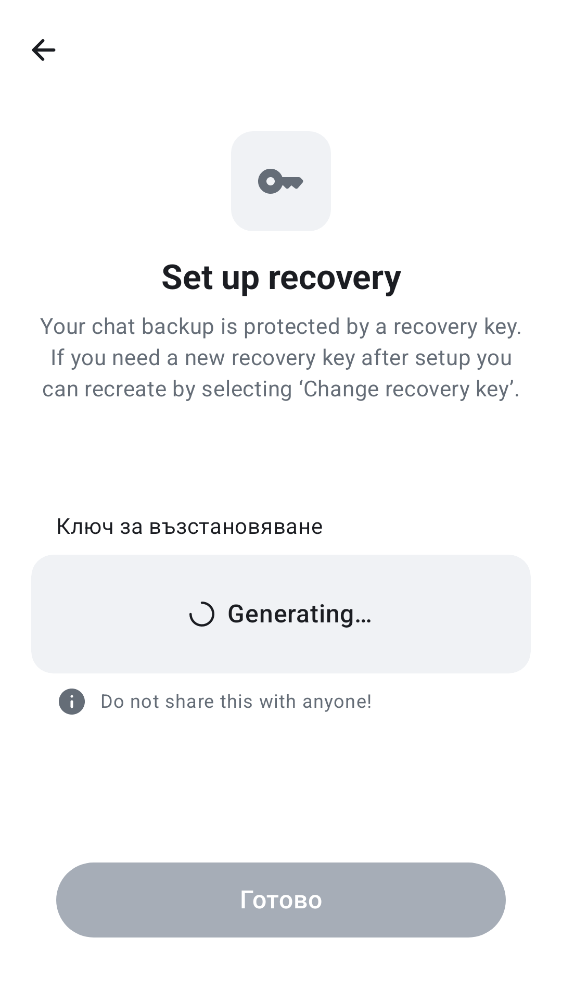 Set up recovery
Your chat backup is protected by a recovery key.
If you need a new recovery key after setup you
can recreate by selecting ‘Change recovery key’.
Ключ за възстановяване
Generating…
Do not share this with anyone!
Готово